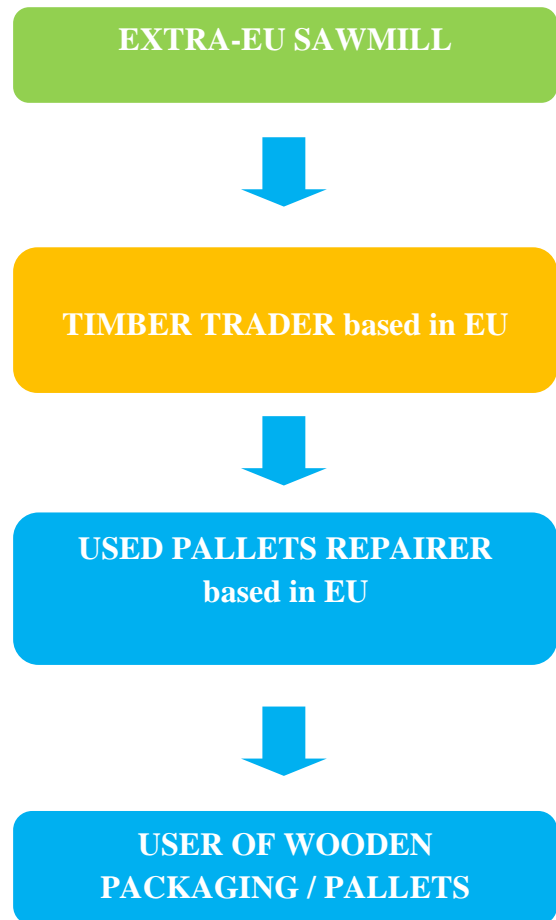 EXTRA-EU SAWMILL
TIMBER TRADER based in EU
USED PALLETS REPAIRER
based in EU
USER OF WOODEN
PACKAGING / PALLETS